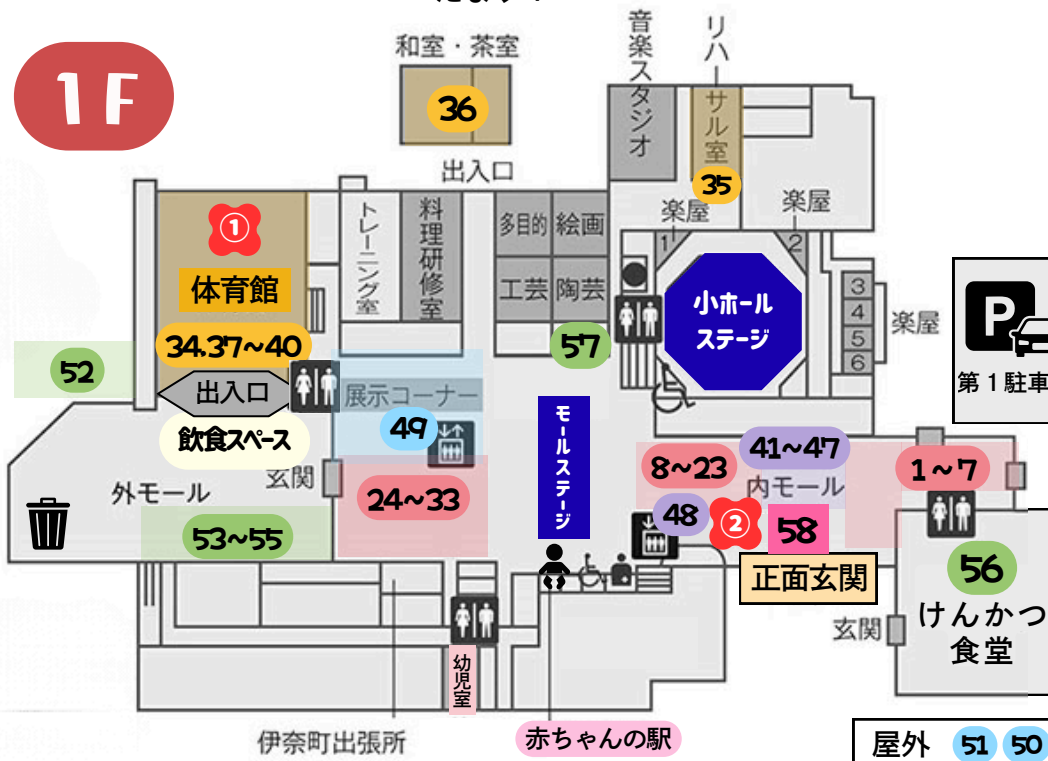 1F
和室・茶室
36
出入口
音楽スタジオ
リハーサル室
35
楽屋
1
楽屋
2
①
体育館
34.37~40
出入口
飲食スペース
52
トレーニング室
料理研修室
多目的
絵画
工芸
陶芸
57
小ホール
ステージ
3
4
5
6
楽屋
P
第1駐車
展示コーナー
49
モールステージ
8~23
41~47
内モール
1~7
48
②
58
正面玄関
玄関
外モール
24~33
53~55
56
けんかつ
食堂
玄関
幼児室
伊奈町出張所
赤ちゃんの駅
屋外
51
50